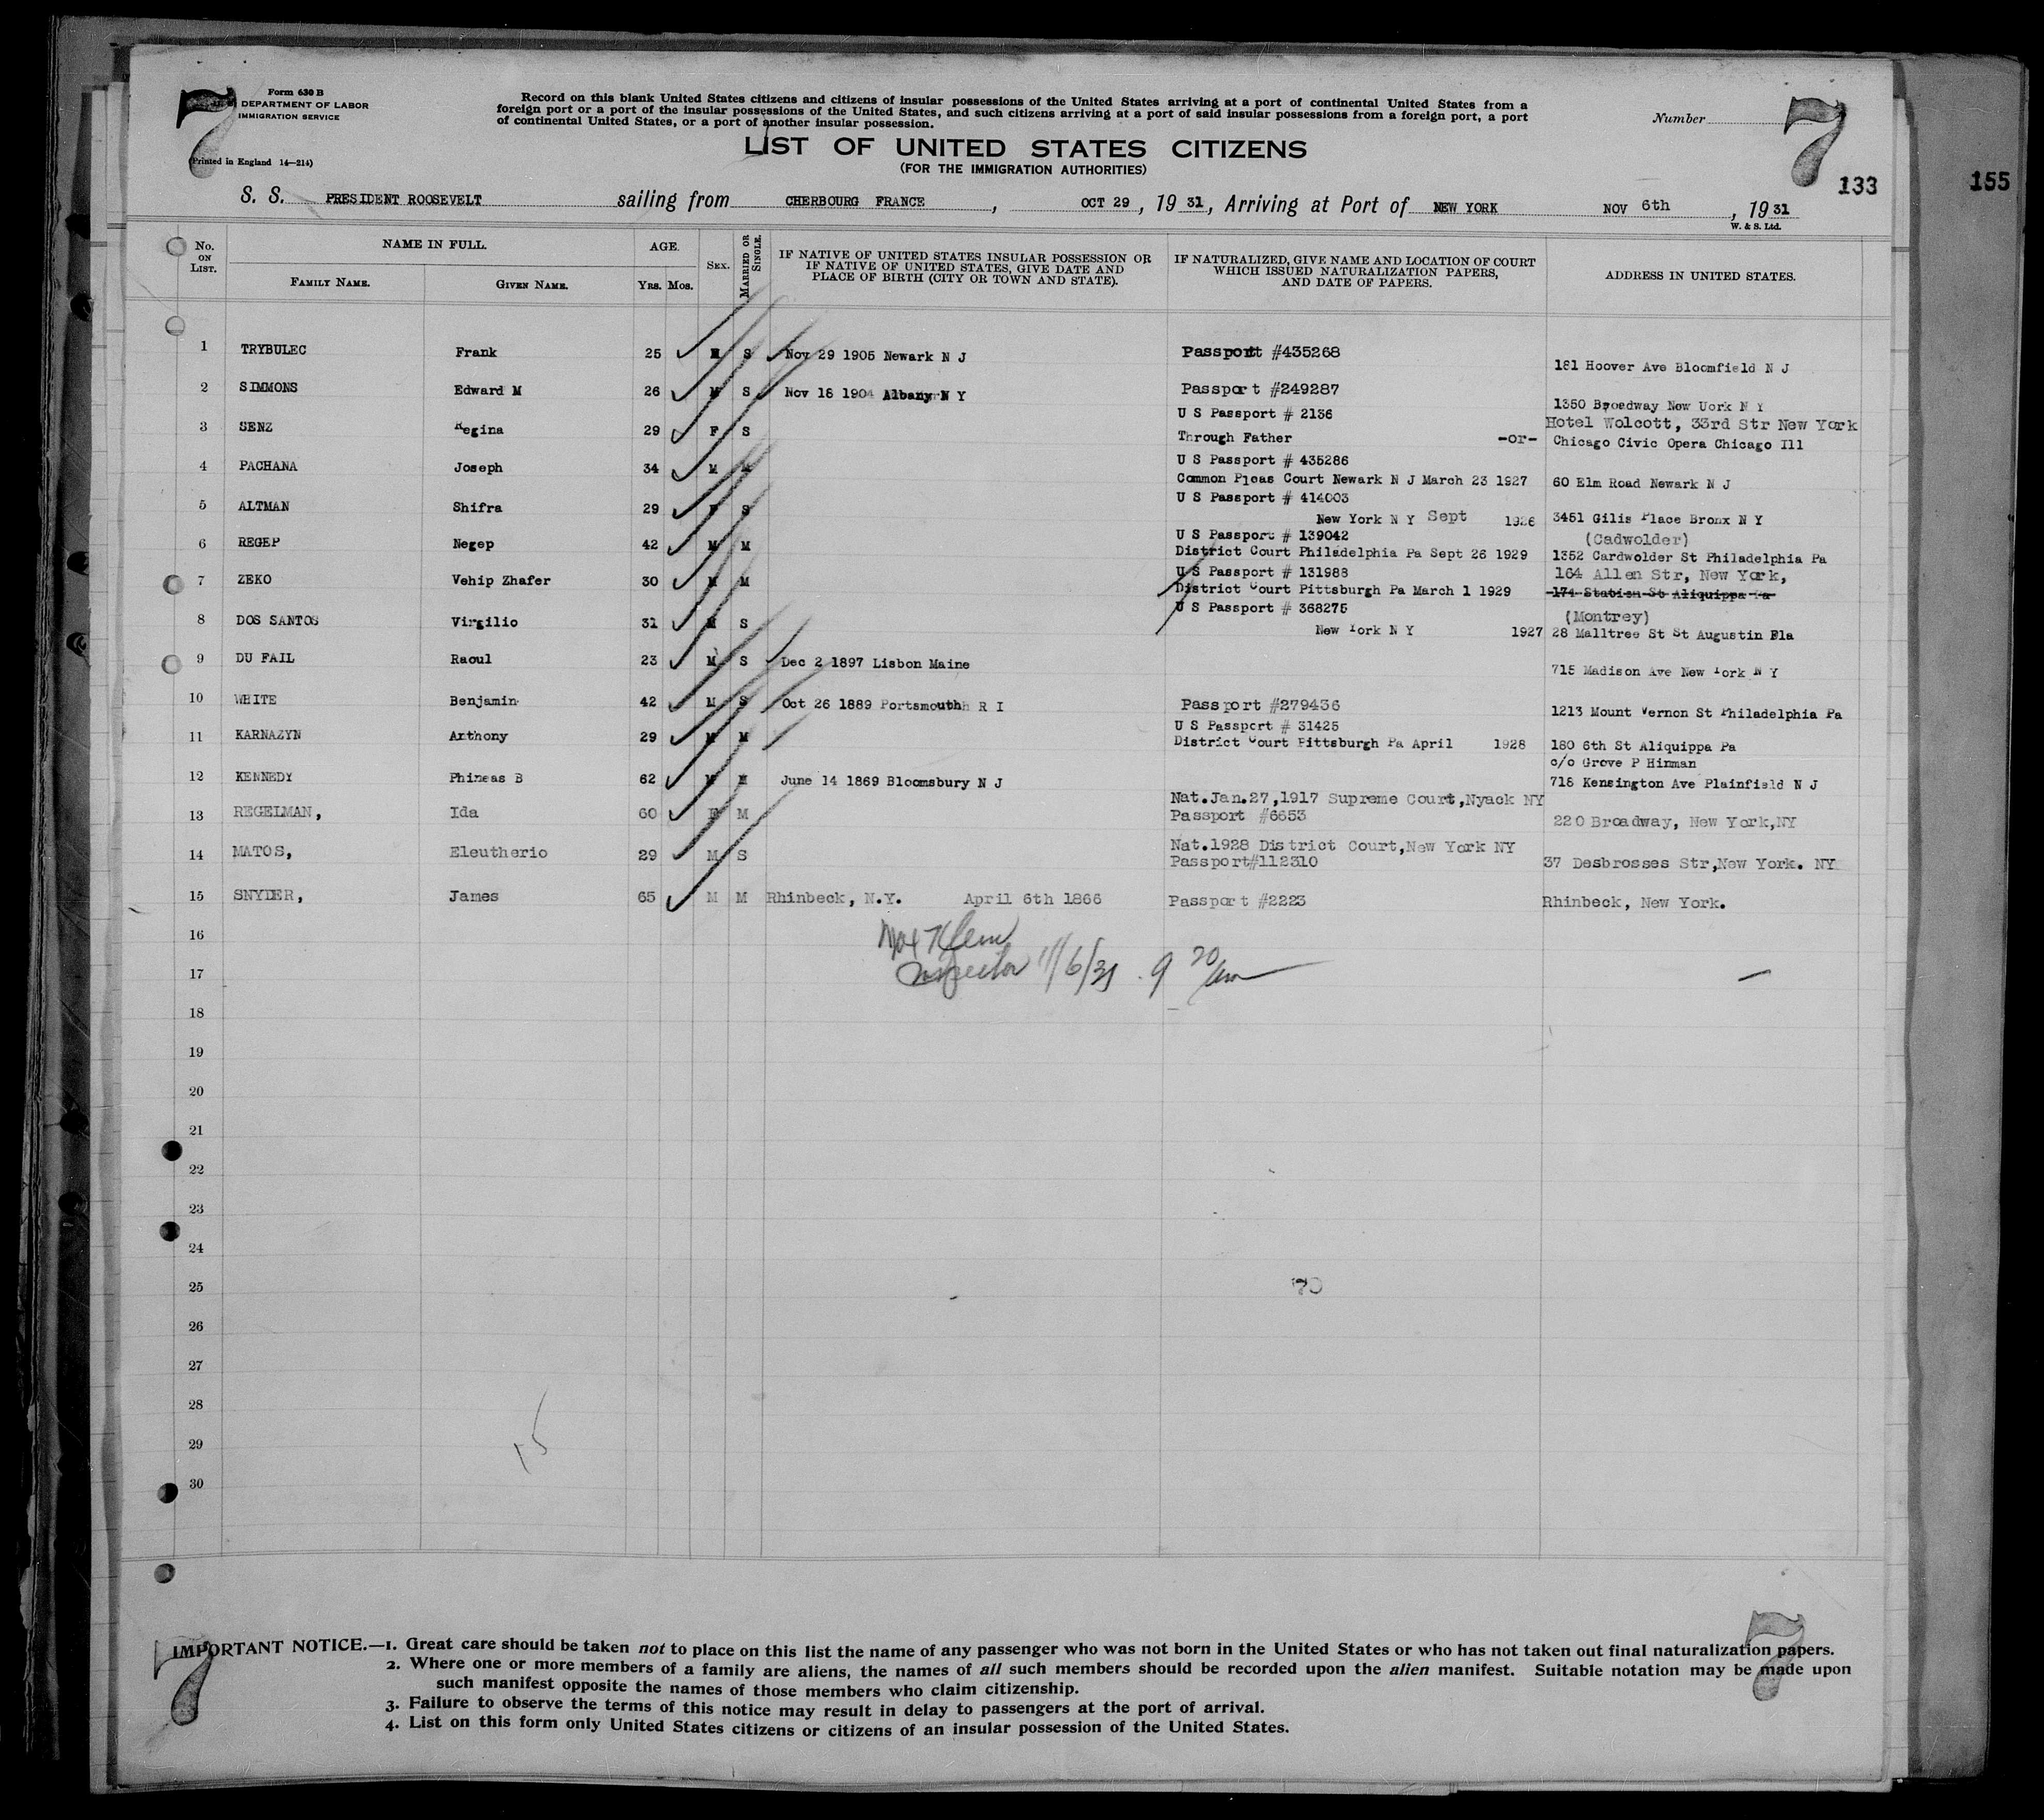 7
Form 630 B
DEPARTMENT OF LABOR
IMMIGRATION SERVICE
(Printed in England 14—214)
Record on this blank United States citizens and citizens of insular possessions of the United States arriving at a port of continental United States from a
foreign port or a port of the insular possessions of the United States, and such citizens arriving at a port of said insular possessions from a foreign port, a port
of continental United States, or a port of another insular possession.
Number
7
LIST OF UNITED STATES CITIZENS
(FOR THE IMMIGRATION AUTHORITIES)
133
155
S. S. PRESIDENT ROOSEVELT sailing from CHERBOURG FRANCE, OCT 29, 19 31, Arriving at Port of NEW YORK NOV 6th, 19 31
W. & S. Ltd.
No. ON LIST. NAME IN FULL. AGE. SEX. MARRIED OR SINGLE. IF NATIVE OF UNITED STATES INSULAR POSSESSION OR IF NATIVE OF UNITED STATES, GIVE DATE AND PLACE OF BIRTH (CITY OR TOWN AND STATE). IF NATURALIZED, GIVE NAME AND LOCATION OF COURT WHICH ISSUED NATURALIZATION PAPERS, AND DATE OF PAPERS. ADDRESS IN UNITED STATES.
FAMILY NAME. GIVEN NAME. YRS. MOS.
1 TRYBULEC Frank 25 M S Nov 29 1905 Newark N J Passport #435268
181 Hoover Ave Bloomfield N J
2 SIMMONS Edward M 26 M S Nov 18 1904 Albany N Y Passport #249287
1350 Broedway Now Uork N Y
U S Passport # 2136
Hotel Wolcott, 33rd Str New York
3 SENZ Regina 29 F S Through Father -or- Chicago Civic Opera Chicago Ill
U S Passport # 435286
4 PACHANA Joseph 34 M M Common Pleas Court Newark N J March 23 1927 60 Elm Road Newark N J
U S Passport # 414003
5 ALTMAN Shifra 29 F S New York N Y Sept 1926 3451 Gilis Place Bronx N Y
U S Passport # 139042
(Cadwolder)
6 REGEP Negep 42 M M District Court Philadelphia Pa Sept 26 1929 1352 Cardwolder St Philadelphia Pa
U S Passport # 131988
164 Allen Str, New York,
7 ZEKO Vehip Zhafer 30 M M District Court Pittsburgh Pa March 1 1929 174 Station St Aliquippa Pa
U S Passport # 368275
(Montrey)
8 DOS SANTOS Virgilio 31 M S New York N Y 1927 28 Malltree St St Augustin Fla
9 DU FAIL Raoul 23 M S Dec 2 1897 Lisbon Maine
715 Madison Ave New York N Y
10 WHITE Benjamin 42 M S Oct 26 1889 Portsmouth R I Passport #279436
1213 Mount Vernon St Philadelphia Pa
U S Passport # 31425
11 KARNAZYN Anthony 29 M M District Court Pittsburgh Pa April 1928 180 6th St Aliquippa Pa
c/o Grove P Hinman
12 KENNEDY Phineas B 62 M M June 14 1869 Bloomsbury N J 718 Kensington Ave Plainfield N J
Nat.Jan.27,1917 Supreme Court,Nyack NY
13 REGELMAN, Ida 60 F M Passport #6653 220 Broadway, New York,NY
Nat.1928 District Court,New York NY
14 MATOS, Eleutherio 29 M S Passport#112310 37 Desbrosses Str,New York. NY
15 SNYDER, James 65 M M Rhinbeck, N.Y. April 6th 1866 Passport #2223 Rhinbeck, New York.
16
Max Klein
17
Inspector 11/6/31 . 9 20/am
18
19
20
21
22
23
24
25
70
26
27
28
29
15
30
7
7
IMPORTANT NOTICE.—1. Great care should be taken not to place on this list the name of any passenger who was not born in the United States or who has not taken out final naturalization papers.
2. Where one or more members of a family are aliens, the names of all such members should be recorded upon the alien manifest. Suitable notation may be made upon
such manifest opposite the names of those members who claim citizenship.
3. Failure to observe the terms of this notice may result in delay to passengers at the port of arrival.
4. List on this form only United States citizens or citizens of an insular possession of the United States.